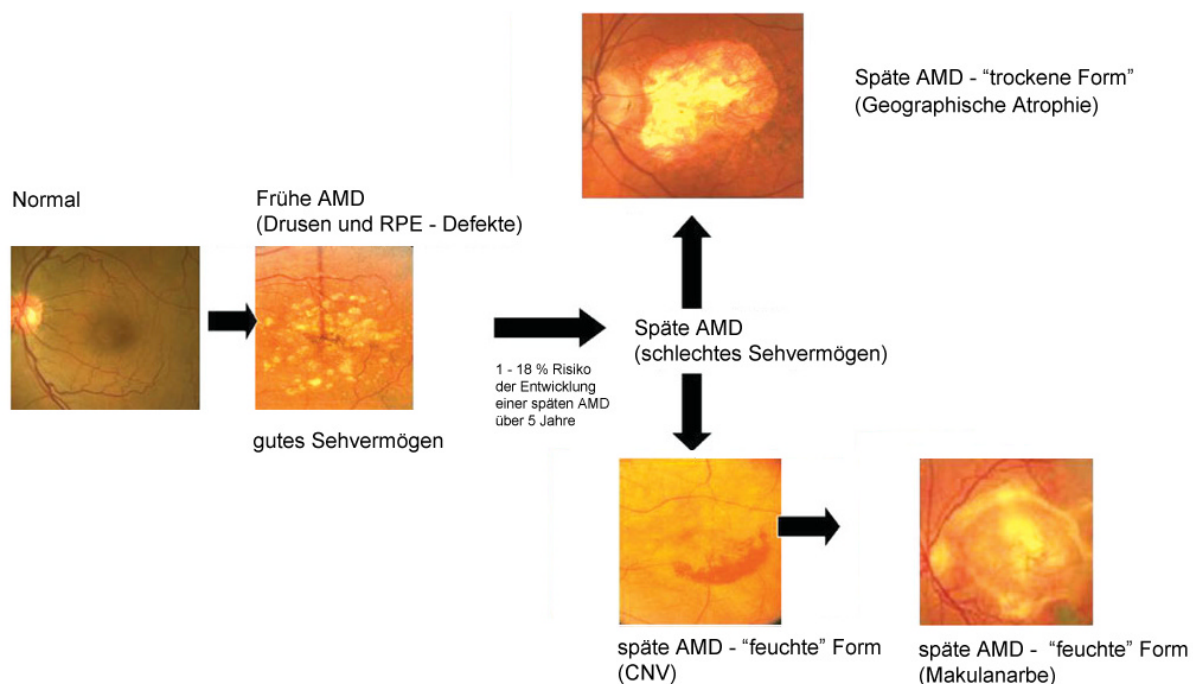 Späte AMD - “trockene Form”
(Geographische Atrophie)
Normal
Frühe AMD
(Drusen und RPE - Defekte)
gutes Sehvermögen
1 - 18 % Risiko
der Entwicklung
einer späten AMD
über 5 Jahre
Späte AMD
(schlechtes Sehvermögen)
späte AMD - “feuchte” Form
(CNV)
späte AMD - “feuchte” Form
(Makulanarbe)